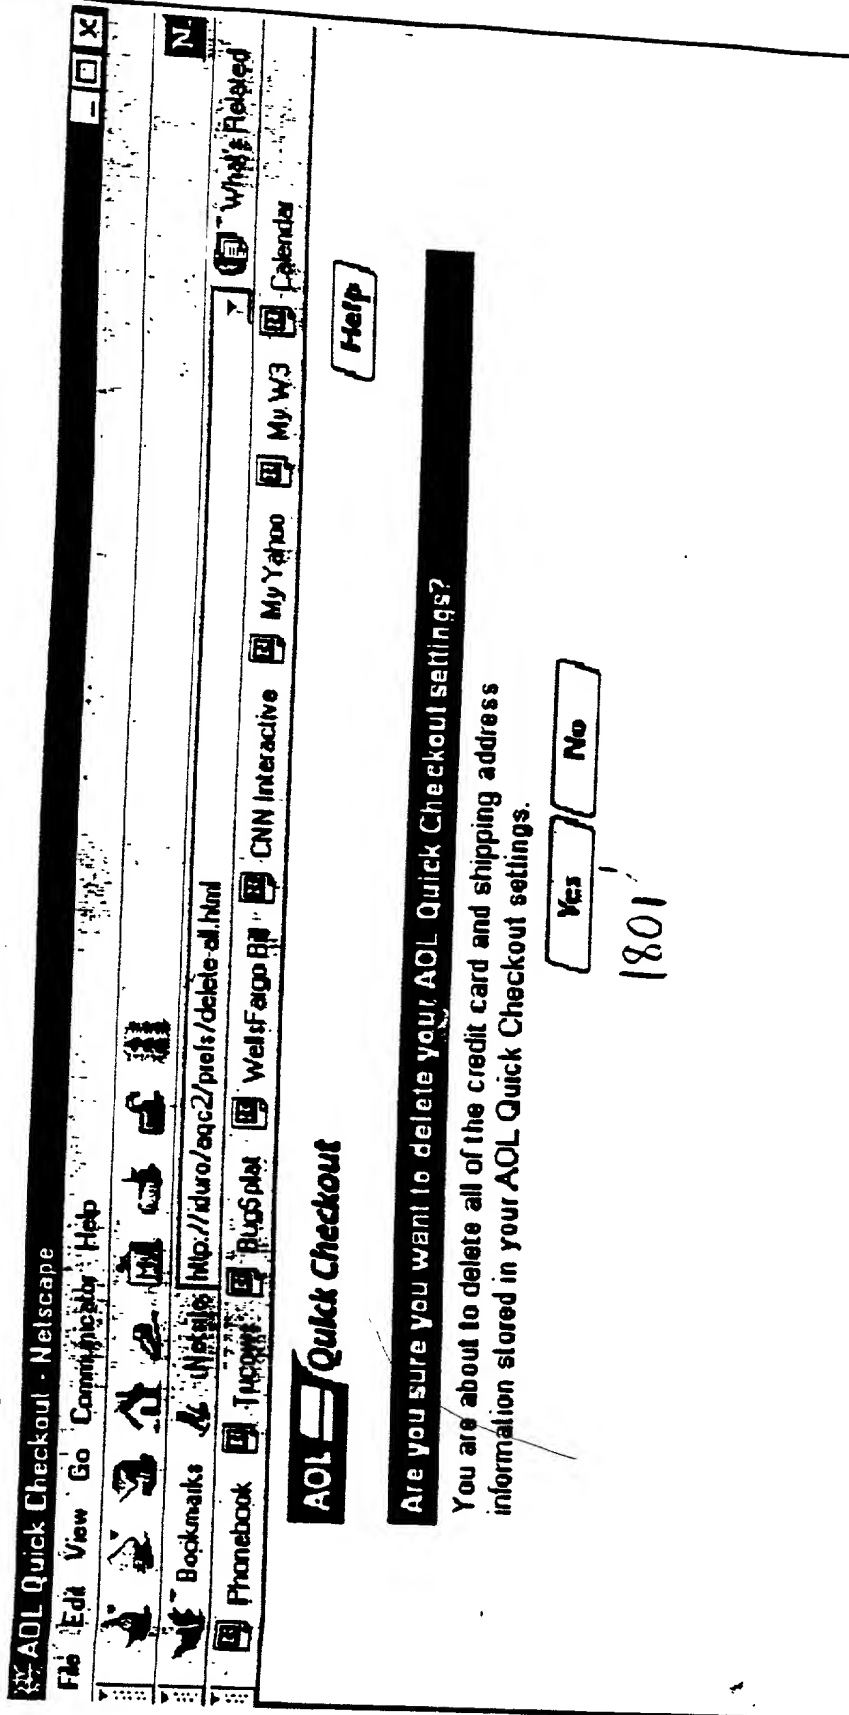 AOL Quick Checkout - Netscape
File Edit View Go Communicator Help
Bookmarks Netsite http://iduro/aqc2/prefs/delete-all.html What's Related
Phonebook Tucows BugSplat WellsFargo Bill CNN Interactive My Yahoo My W3 Calendar
AOL Quick Checkout Help
Are you sure you want to delete your AOL Quick Checkout settings?
You are about to delete all of the credit card and shipping address
information stored in your AOL Quick Checkout settings.
Yes No
1801